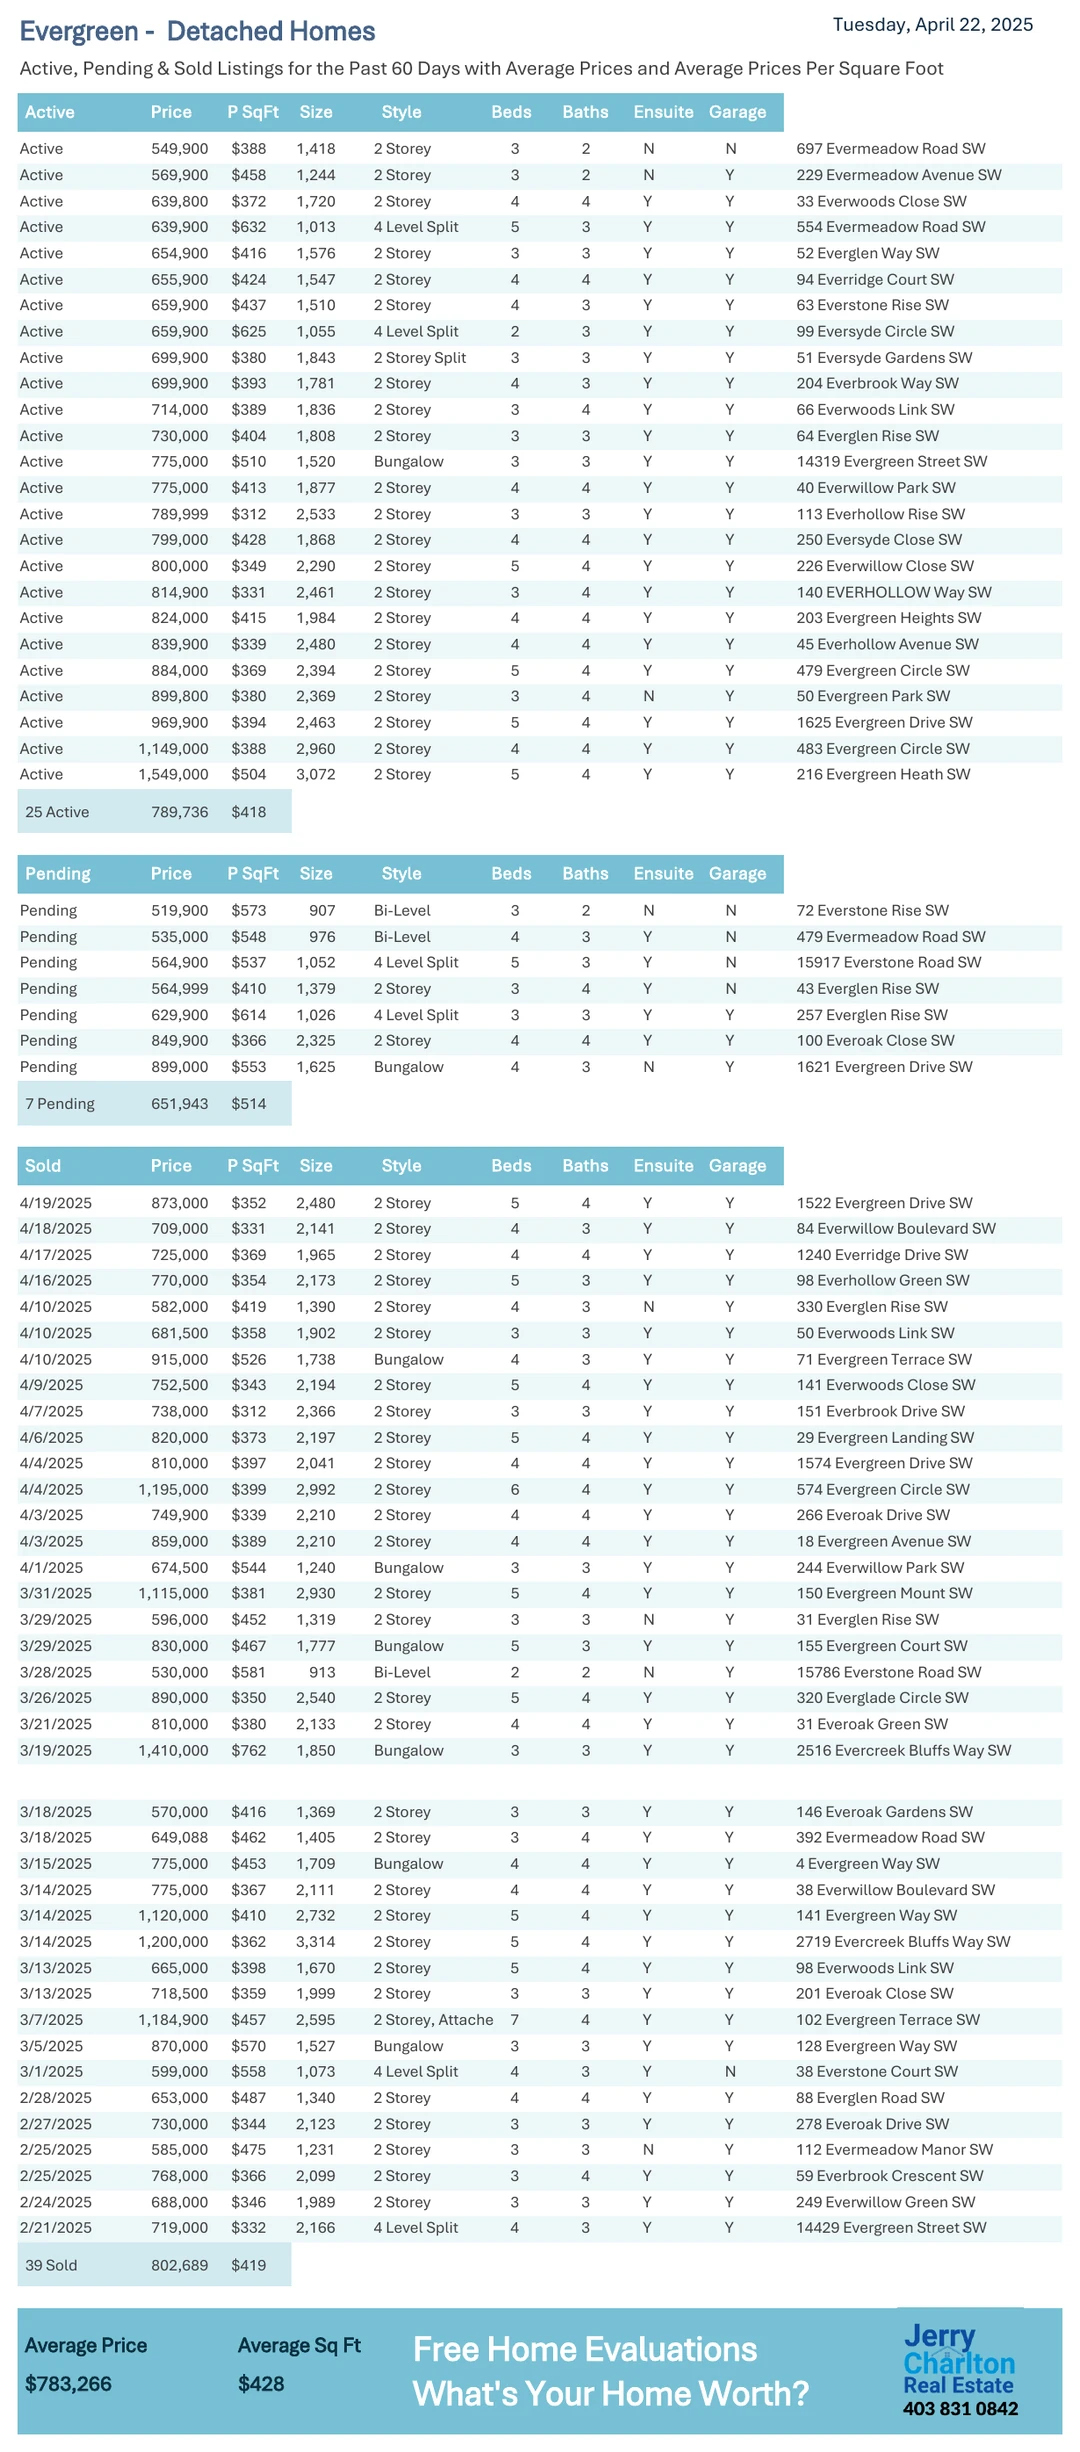 Evergreen - Detached Homes
Tuesday, April 22, 2025
Active, Pending & Sold Listings for the Past 60 Days with Average Prices and Average Prices Per Square Foot
Active Price P SqFt Size Style Beds Baths Ensuite Garage
Active 549,900 $388 1,418 2 Storey 3 2 N N 697 Evermeadow Road SW
Active 569,900 $458 1,244 2 Storey 3 2 N Y 229 Evermeadow Avenue SW
Active 639,800 $372 1,720 2 Storey 4 4 Y Y 33 Everwoods Close SW
Active 639,900 $632 1,013 4 Level Split 5 3 Y Y 554 Evermeadow Road SW
Active 654,900 $416 1,576 2 Storey 3 3 Y Y 52 Everglen Way SW
Active 655,900 $424 1,547 2 Storey 4 4 Y Y 94 Everridge Court SW
Active 659,900 $437 1,510 2 Storey 4 3 Y Y 63 Everstone Rise SW
Active 659,900 $625 1,055 4 Level Split 2 3 Y Y 99 Eversyde Circle SW
Active 699,900 $380 1,843 2 Storey Split 3 3 Y Y 51 Eversyde Gardens SW
Active 699,900 $393 1,781 2 Storey 4 3 Y Y 204 Everbrook Way SW
Active 714,000 $389 1,836 2 Storey 3 4 Y Y 66 Everwoods Link SW
Active 730,000 $404 1,808 2 Storey 3 3 Y Y 64 Everglen Rise SW
Active 775,000 $510 1,520 Bungalow 3 3 Y Y 14319 Evergreen Street SW
Active 775,000 $413 1,877 2 Storey 4 4 Y Y 40 Everwillow Park SW
Active 789,999 $312 2,533 2 Storey 3 3 Y Y 113 Everhollow Rise SW
Active 799,000 $428 1,868 2 Storey 4 4 Y Y 250 Eversyde Close SW
Active 800,000 $349 2,290 2 Storey 5 4 Y Y 226 Everwillow Close SW
Active 814,900 $331 2,461 2 Storey 3 4 Y Y 140 EVERHOLLOW Way SW
Active 824,000 $415 1,984 2 Storey 4 4 Y Y 203 Evergreen Heights SW
Active 839,900 $339 2,480 2 Storey 4 4 Y Y 45 Everhollow Avenue SW
Active 884,000 $369 2,394 2 Storey 5 4 Y Y 479 Evergreen Circle SW
Active 899,800 $380 2,369 2 Storey 3 4 N Y 50 Evergreen Park SW
Active 969,900 $394 2,463 2 Storey 5 4 Y Y 1625 Evergreen Drive SW
Active 1,149,000 $388 2,960 2 Storey 4 4 Y Y 483 Evergreen Circle SW
Active 1,549,000 $504 3,072 2 Storey 5 4 Y Y 216 Evergreen Heath SW
25 Active 789,736 $418
Pending Price P SqFt Size Style Beds Baths Ensuite Garage
Pending 519,900 $573 907 Bi-Level 3 2 N N 72 Everstone Rise SW
Pending 535,000 $548 976 Bi-Level 4 3 Y N 479 Evermeadow Road SW
Pending 564,900 $537 1,052 4 Level Split 5 3 Y N 15917 Everstone Road SW
Pending 564,999 $410 1,379 2 Storey 3 4 Y N 43 Everglen Rise SW
Pending 629,900 $614 1,026 4 Level Split 3 3 Y Y 257 Everglen Rise SW
Pending 849,900 $366 2,325 2 Storey 4 4 Y Y 100 Everoak Close SW
Pending 899,000 $553 1,625 Bungalow 4 3 N Y 1621 Evergreen Drive SW
7 Pending 651,943 $514
Sold Price P SqFt Size Style Beds Baths Ensuite Garage
4/19/2025 873,000 $352 2,480 2 Storey 5 4 Y Y 1522 Evergreen Drive SW
4/18/2025 709,000 $331 2,141 2 Storey 4 3 Y Y 84 Everwillow Boulevard SW
4/17/2025 725,000 $369 1,965 2 Storey 4 4 Y Y 1240 Everridge Drive SW
4/16/2025 770,000 $354 2,173 2 Storey 5 3 Y Y 98 Everhollow Green SW
4/10/2025 582,000 $419 1,390 2 Storey 4 3 N Y 330 Everglen Rise SW
4/10/2025 681,500 $358 1,902 2 Storey 3 3 Y Y 50 Everwoods Link SW
4/10/2025 915,000 $526 1,738 Bungalow 4 3 Y Y 71 Evergreen Terrace SW
4/9/2025 752,500 $343 2,194 2 Storey 5 4 Y Y 141 Everwoods Close SW
4/7/2025 738,000 $312 2,366 2 Storey 3 3 Y Y 151 Everbrook Drive SW
4/6/2025 820,000 $373 2,197 2 Storey 5 4 Y Y 29 Evergreen Landing SW
4/4/2025 810,000 $397 2,041 2 Storey 4 4 Y Y 1574 Evergreen Drive SW
4/4/2025 1,195,000 $399 2,992 2 Storey 6 4 Y Y 574 Evergreen Circle SW
4/3/2025 749,900 $339 2,210 2 Storey 4 4 Y Y 266 Everoak Drive SW
4/3/2025 859,000 $389 2,210 2 Storey 4 4 Y Y 18 Evergreen Avenue SW
4/1/2025 674,500 $544 1,240 Bungalow 3 3 Y Y 244 Everwillow Park SW
3/31/2025 1,115,000 $381 2,930 2 Storey 5 4 Y Y 150 Evergreen Mount SW
3/29/2025 596,000 $452 1,319 2 Storey 3 3 N Y 31 Everglen Rise SW
3/29/2025 830,000 $467 1,777 Bungalow 5 3 Y Y 155 Evergreen Court SW
3/28/2025 530,000 $581 913 Bi-Level 2 2 N Y 15786 Everstone Road SW
3/26/2025 890,000 $350 2,540 2 Storey 5 4 Y Y 320 Everglade Circle SW
3/21/2025 810,000 $380 2,133 2 Storey 4 4 Y Y 31 Everoak Green SW
3/19/2025 1,410,000 $762 1,850 Bungalow 3 3 Y Y 2516 Evercreek Bluffs Way SW
3/18/2025 570,000 $416 1,369 2 Storey 3 3 Y Y 146 Everoak Gardens SW
3/18/2025 649,088 $462 1,405 2 Storey 3 4 Y Y 392 Evermeadow Road SW
3/15/2025 775,000 $453 1,709 Bungalow 4 4 Y Y 4 Evergreen Way SW
3/14/2025 775,000 $367 2,111 2 Storey 4 4 Y Y 38 Everwillow Boulevard SW
3/14/2025 1,120,000 $410 2,732 2 Storey 5 4 Y Y 141 Evergreen Way SW
3/14/2025 1,200,000 $362 3,314 2 Storey 5 4 Y Y 2719 Evercreek Bluffs Way SW
3/13/2025 665,000 $398 1,670 2 Storey 5 4 Y Y 98 Everwoods Link SW
3/13/2025 718,500 $359 1,999 2 Storey 3 3 Y Y 201 Everoak Close SW
3/7/2025 1,184,900 $457 2,595 2 Storey, Attache 7 4 Y Y 102 Evergreen Terrace SW
3/5/2025 870,000 $570 1,527 Bungalow 3 3 Y Y 128 Evergreen Way SW
3/1/2025 599,000 $558 1,073 4 Level Split 4 3 Y N 38 Everstone Court SW
2/28/2025 653,000 $487 1,340 2 Storey 4 4 Y Y 88 Everglen Road SW
2/27/2025 730,000 $344 2,123 2 Storey 3 3 Y Y 278 Everoak Drive SW
2/25/2025 585,000 $475 1,231 2 Storey 3 3 N Y 112 Evermeadow Manor SW
2/25/2025 768,000 $366 2,099 2 Storey 3 4 Y Y 59 Everbrook Crescent SW
2/24/2025 688,000 $346 1,989 2 Storey 3 3 Y Y 249 Everwillow Green SW
2/21/2025 719,000 $332 2,166 4 Level Split 4 3 Y Y 14429 Evergreen Street SW
39 Sold 802,689 $419
Average Price Average Sq Ft
$783,266 $428
Free Home Evaluations
What's Your Home Worth?
Jerry
Charlton
Real Estate
403 831 0842